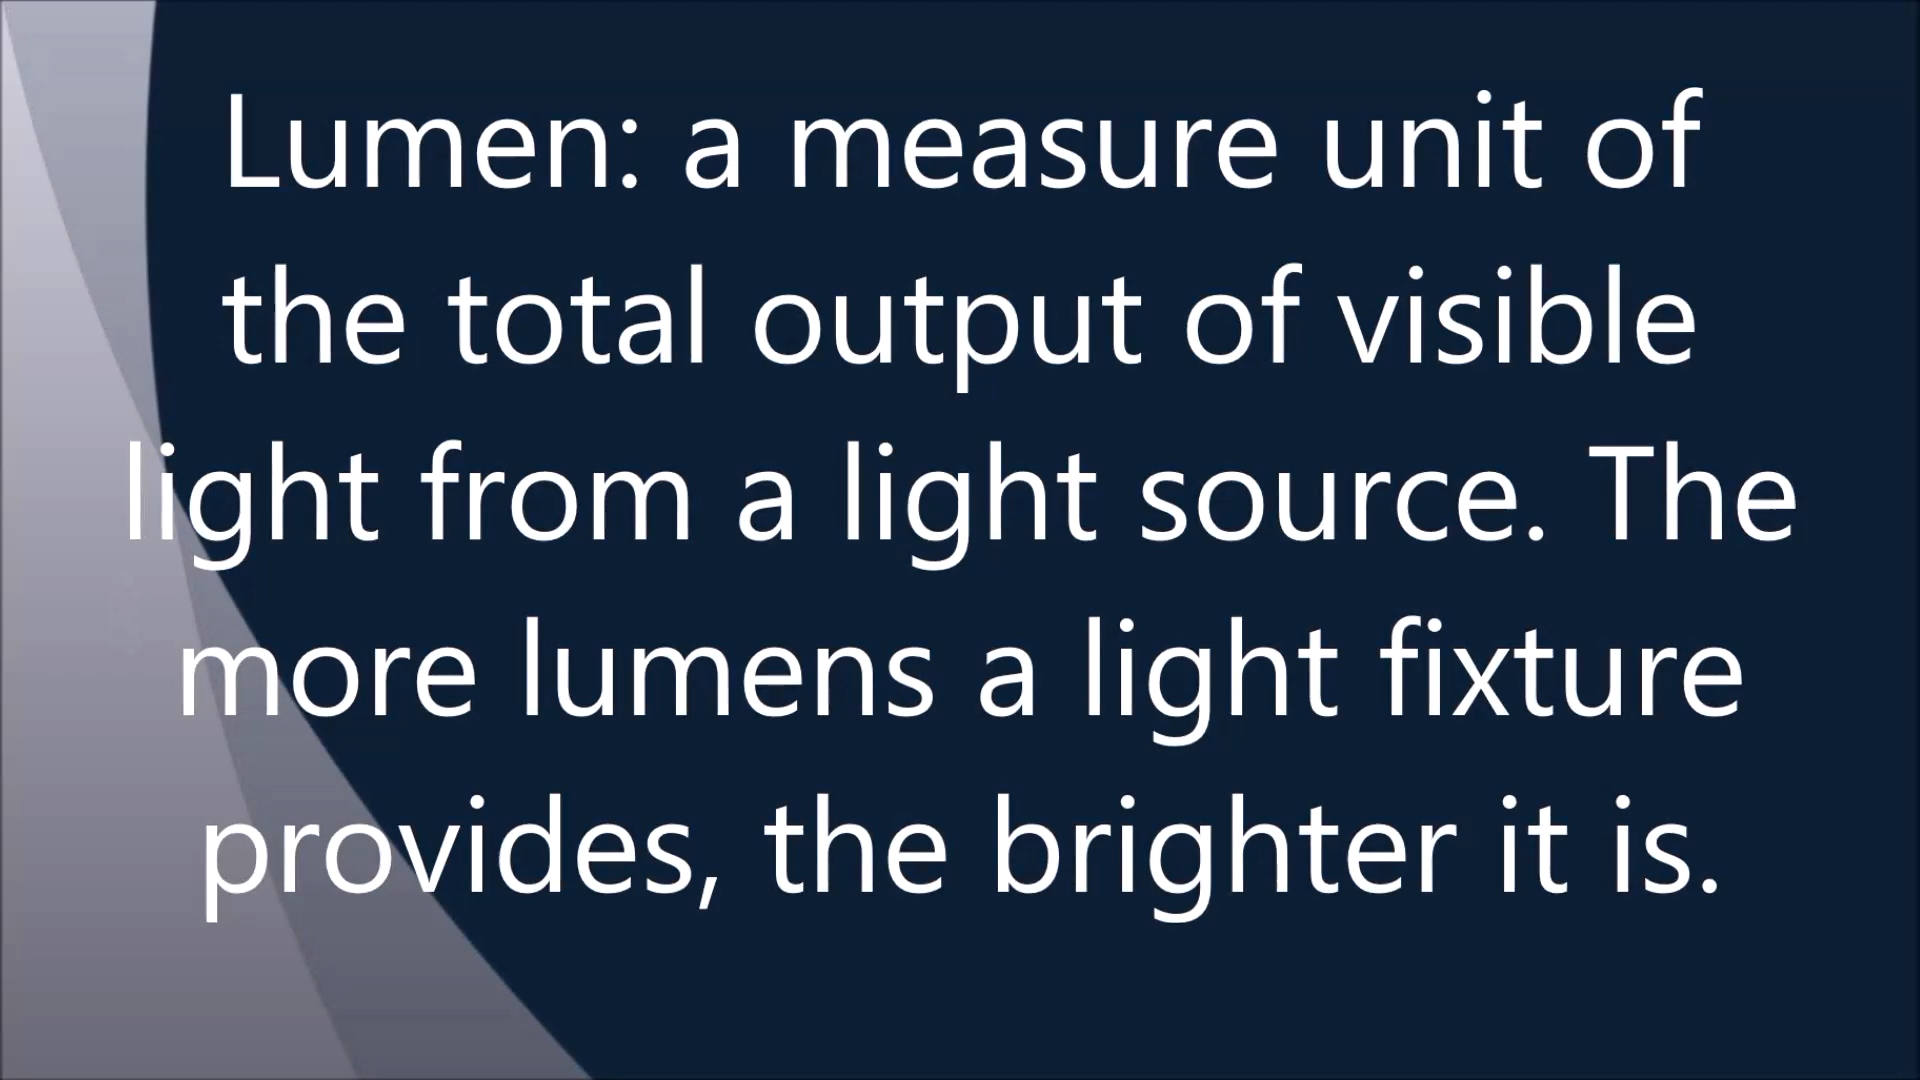 Lumen: a measure unit of
the total output of visible
light from a light source. The
more lumens a light fixture
provides, the brighter it is.